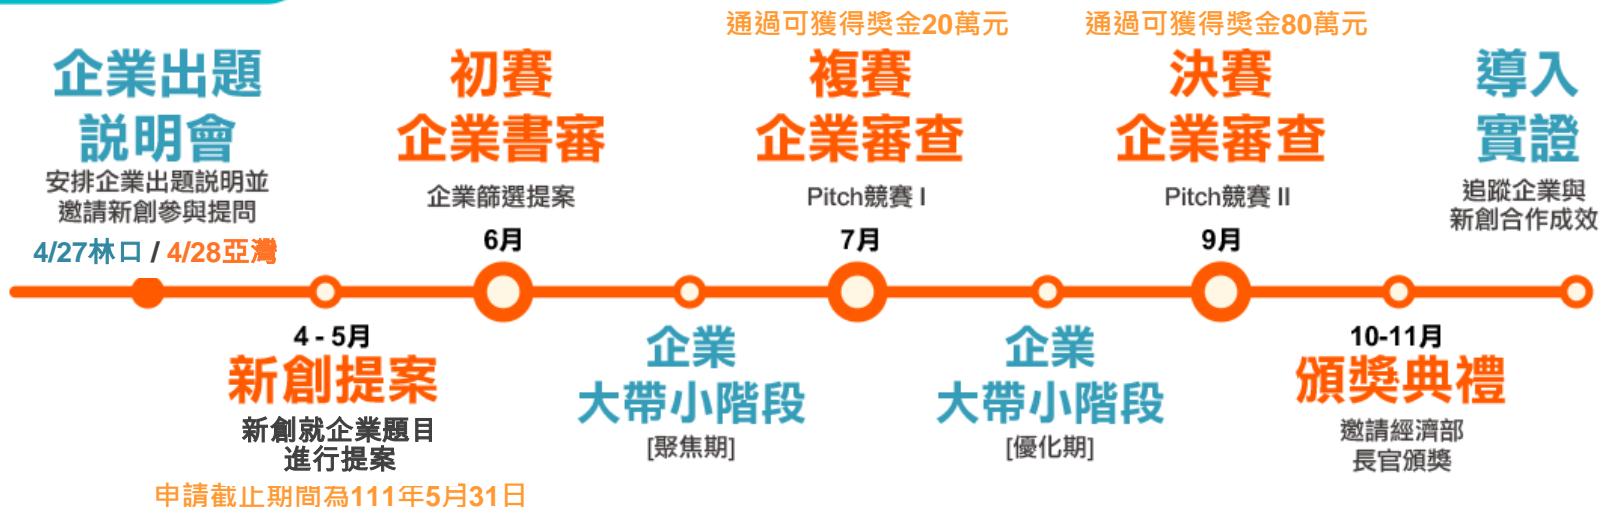 企業出題
説明會
安排企業出題説明並
邀請新創參與提問
4/27林口 / 4/28亞灣
4 - 5月
新創提案
新創就企業題目
進行提案
申請截止期間為111年5月31日
初賽
企業書審
企業篩選提案
6月
企業
大帶小階段
[聚焦期]
通過可獲得獎金20萬元
複賽
企業審查
Pitch競賽 I
7月
企業
大帶小階段
[優化期]
通過可獲得獎金80萬元
決賽
企業審查
Pitch競賽 II
9月
10-11月
頒獎典禮
邀請經濟部
長官頒獎
導入
實證
追蹤企業與
新創合作成效